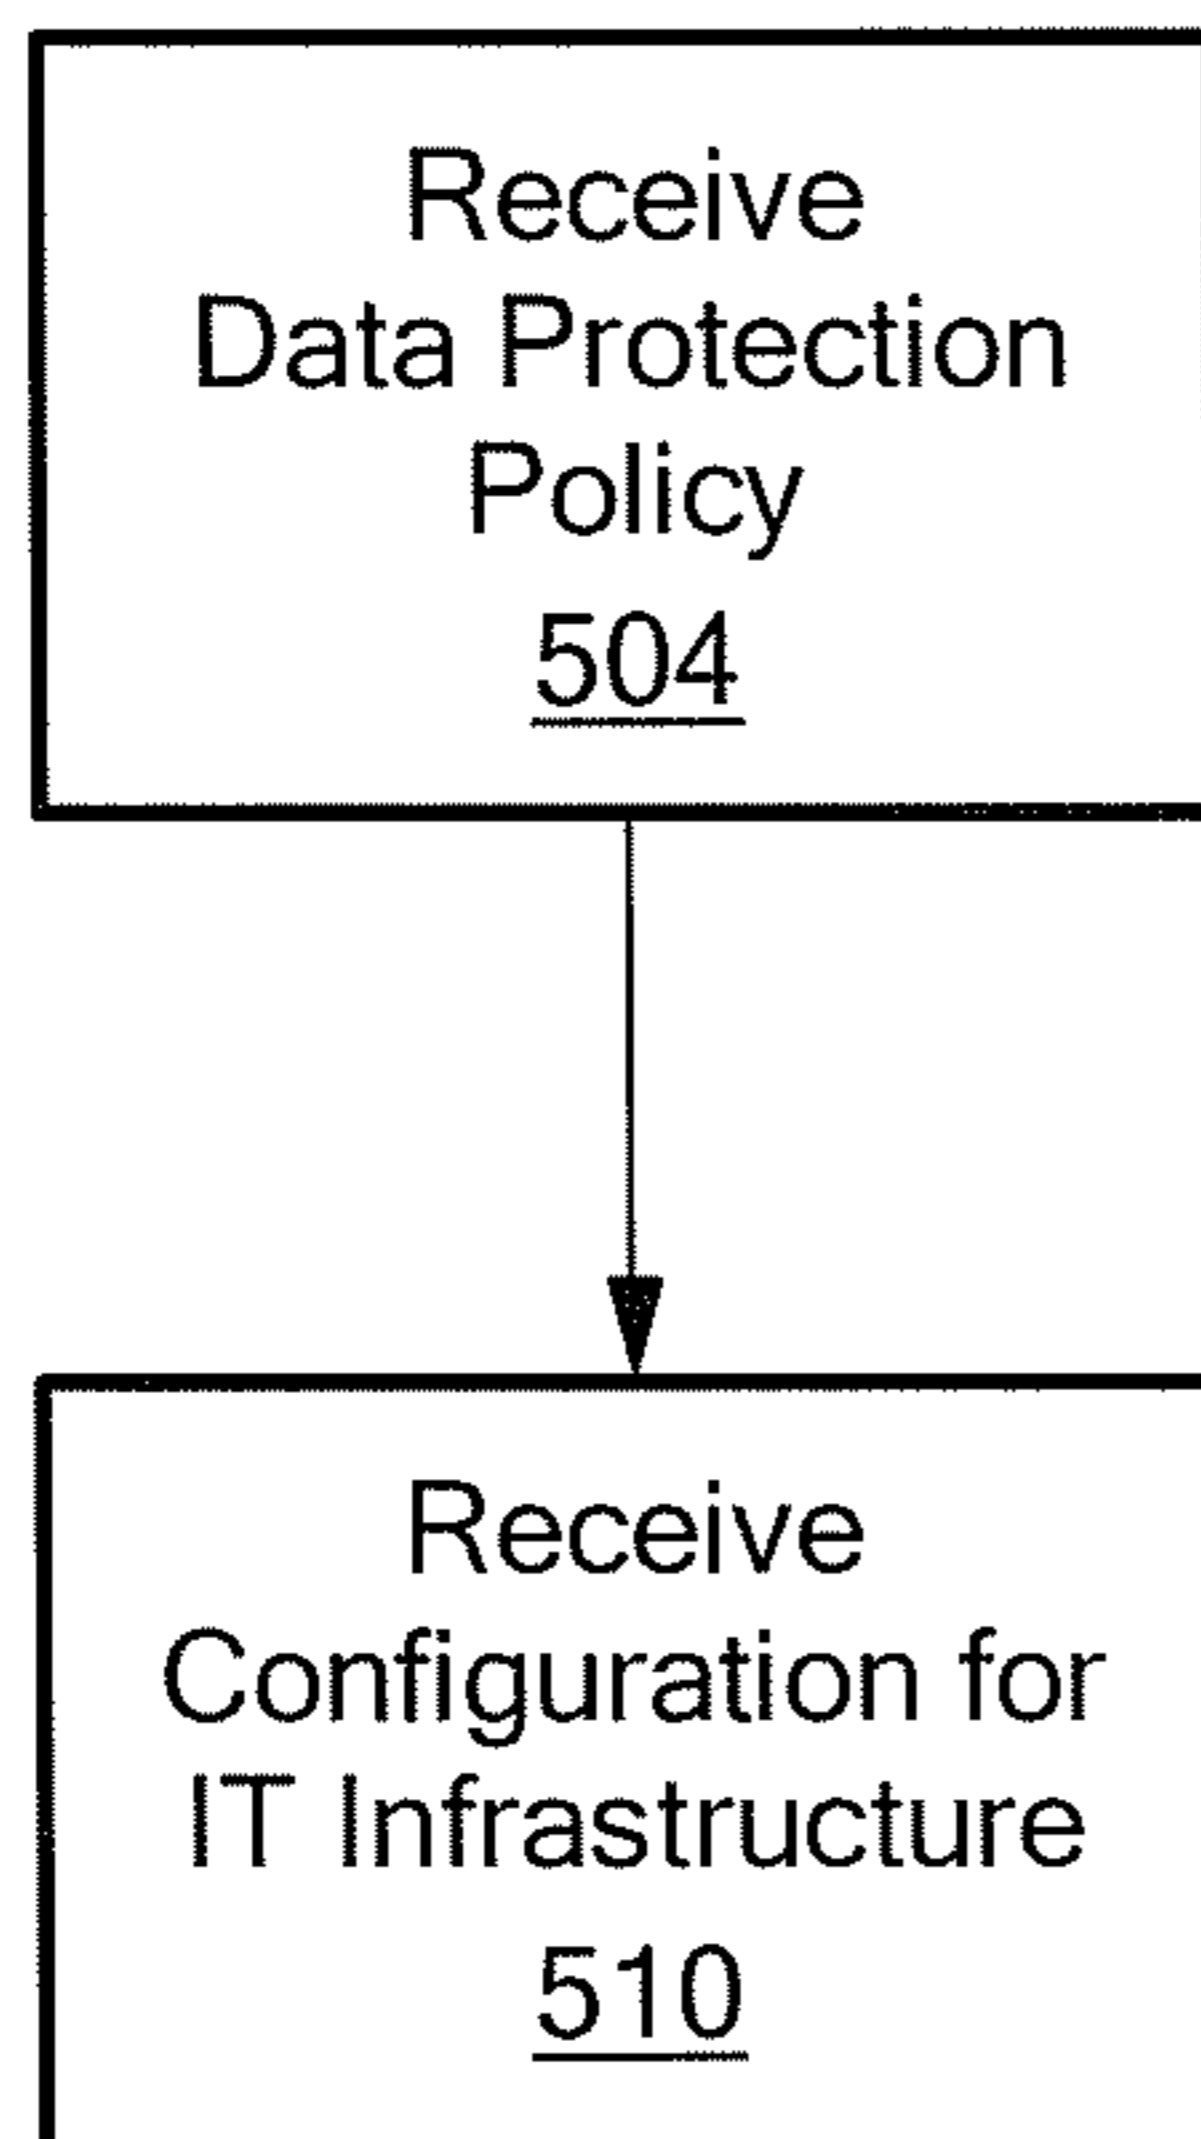 Receive
Data Protection
Policy
504
Receive
Configuration for
IT Infrastructure
510